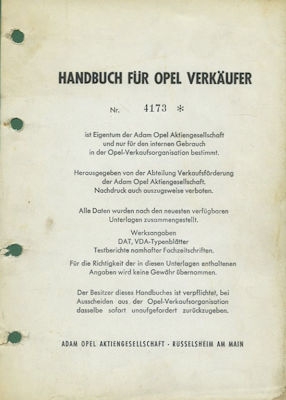 HANDBUCH FÜR OPEL VERKÄUFER
Nr. 4173 *
ist Eigentum der Adam Opel Aktiengesellschaft
und nur für den internen Gebrauch
in der Opel-Verkaufsorganisation bestimmt.
Herausgegeben von der Abteilung Verkaufsförderung
der Adam Opel Aktiengesellschaft.
Nachdruck auch auszugsweise verboten.
Alle Daten wurden nach den neuesten verfügbaren
Unterlagen zusammengestellt.
Werksangaben
DAT, VDA-Typenblätter
Testberichte namhafter Fachzeitschriften.
Für die Richtigkeit der in diesen Unterlagen enthaltenen
Angaben wird keine Gewähr übernommen.
Der Besitzer dieses Handbuches ist verpflichtet, bei
Ausscheiden aus der Opel-Verkaufsorganisation
dasselbe sofort unaufgefordert zurückzugeben.
ADAM OPEL AKTIENGESELLSCHAFT · RÜSSELSHEIM AM MAIN